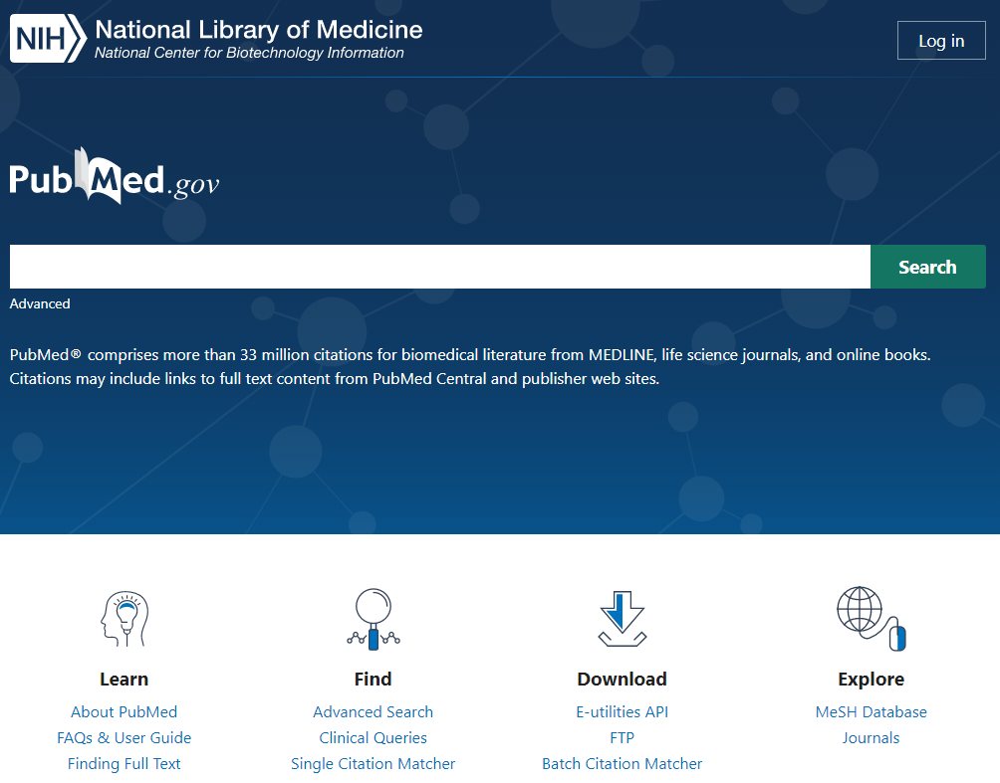 NIH National Library of Medicine
National Center for Biotechnology Information
Log in
PubMed.gov
Search
Advanced
PubMed® comprises more than 33 million citations for biomedical literature from MEDLINE, life science journals, and online books.
Citations may include links to full text content from PubMed Central and publisher web sites.
Learn
About PubMed
FAQs & User Guide
Finding Full Text
Find
Advanced Search
Clinical Queries
Single Citation Matcher
Download
E-utilities API
FTP
Batch Citation Matcher
Explore
MeSH Database
Journals